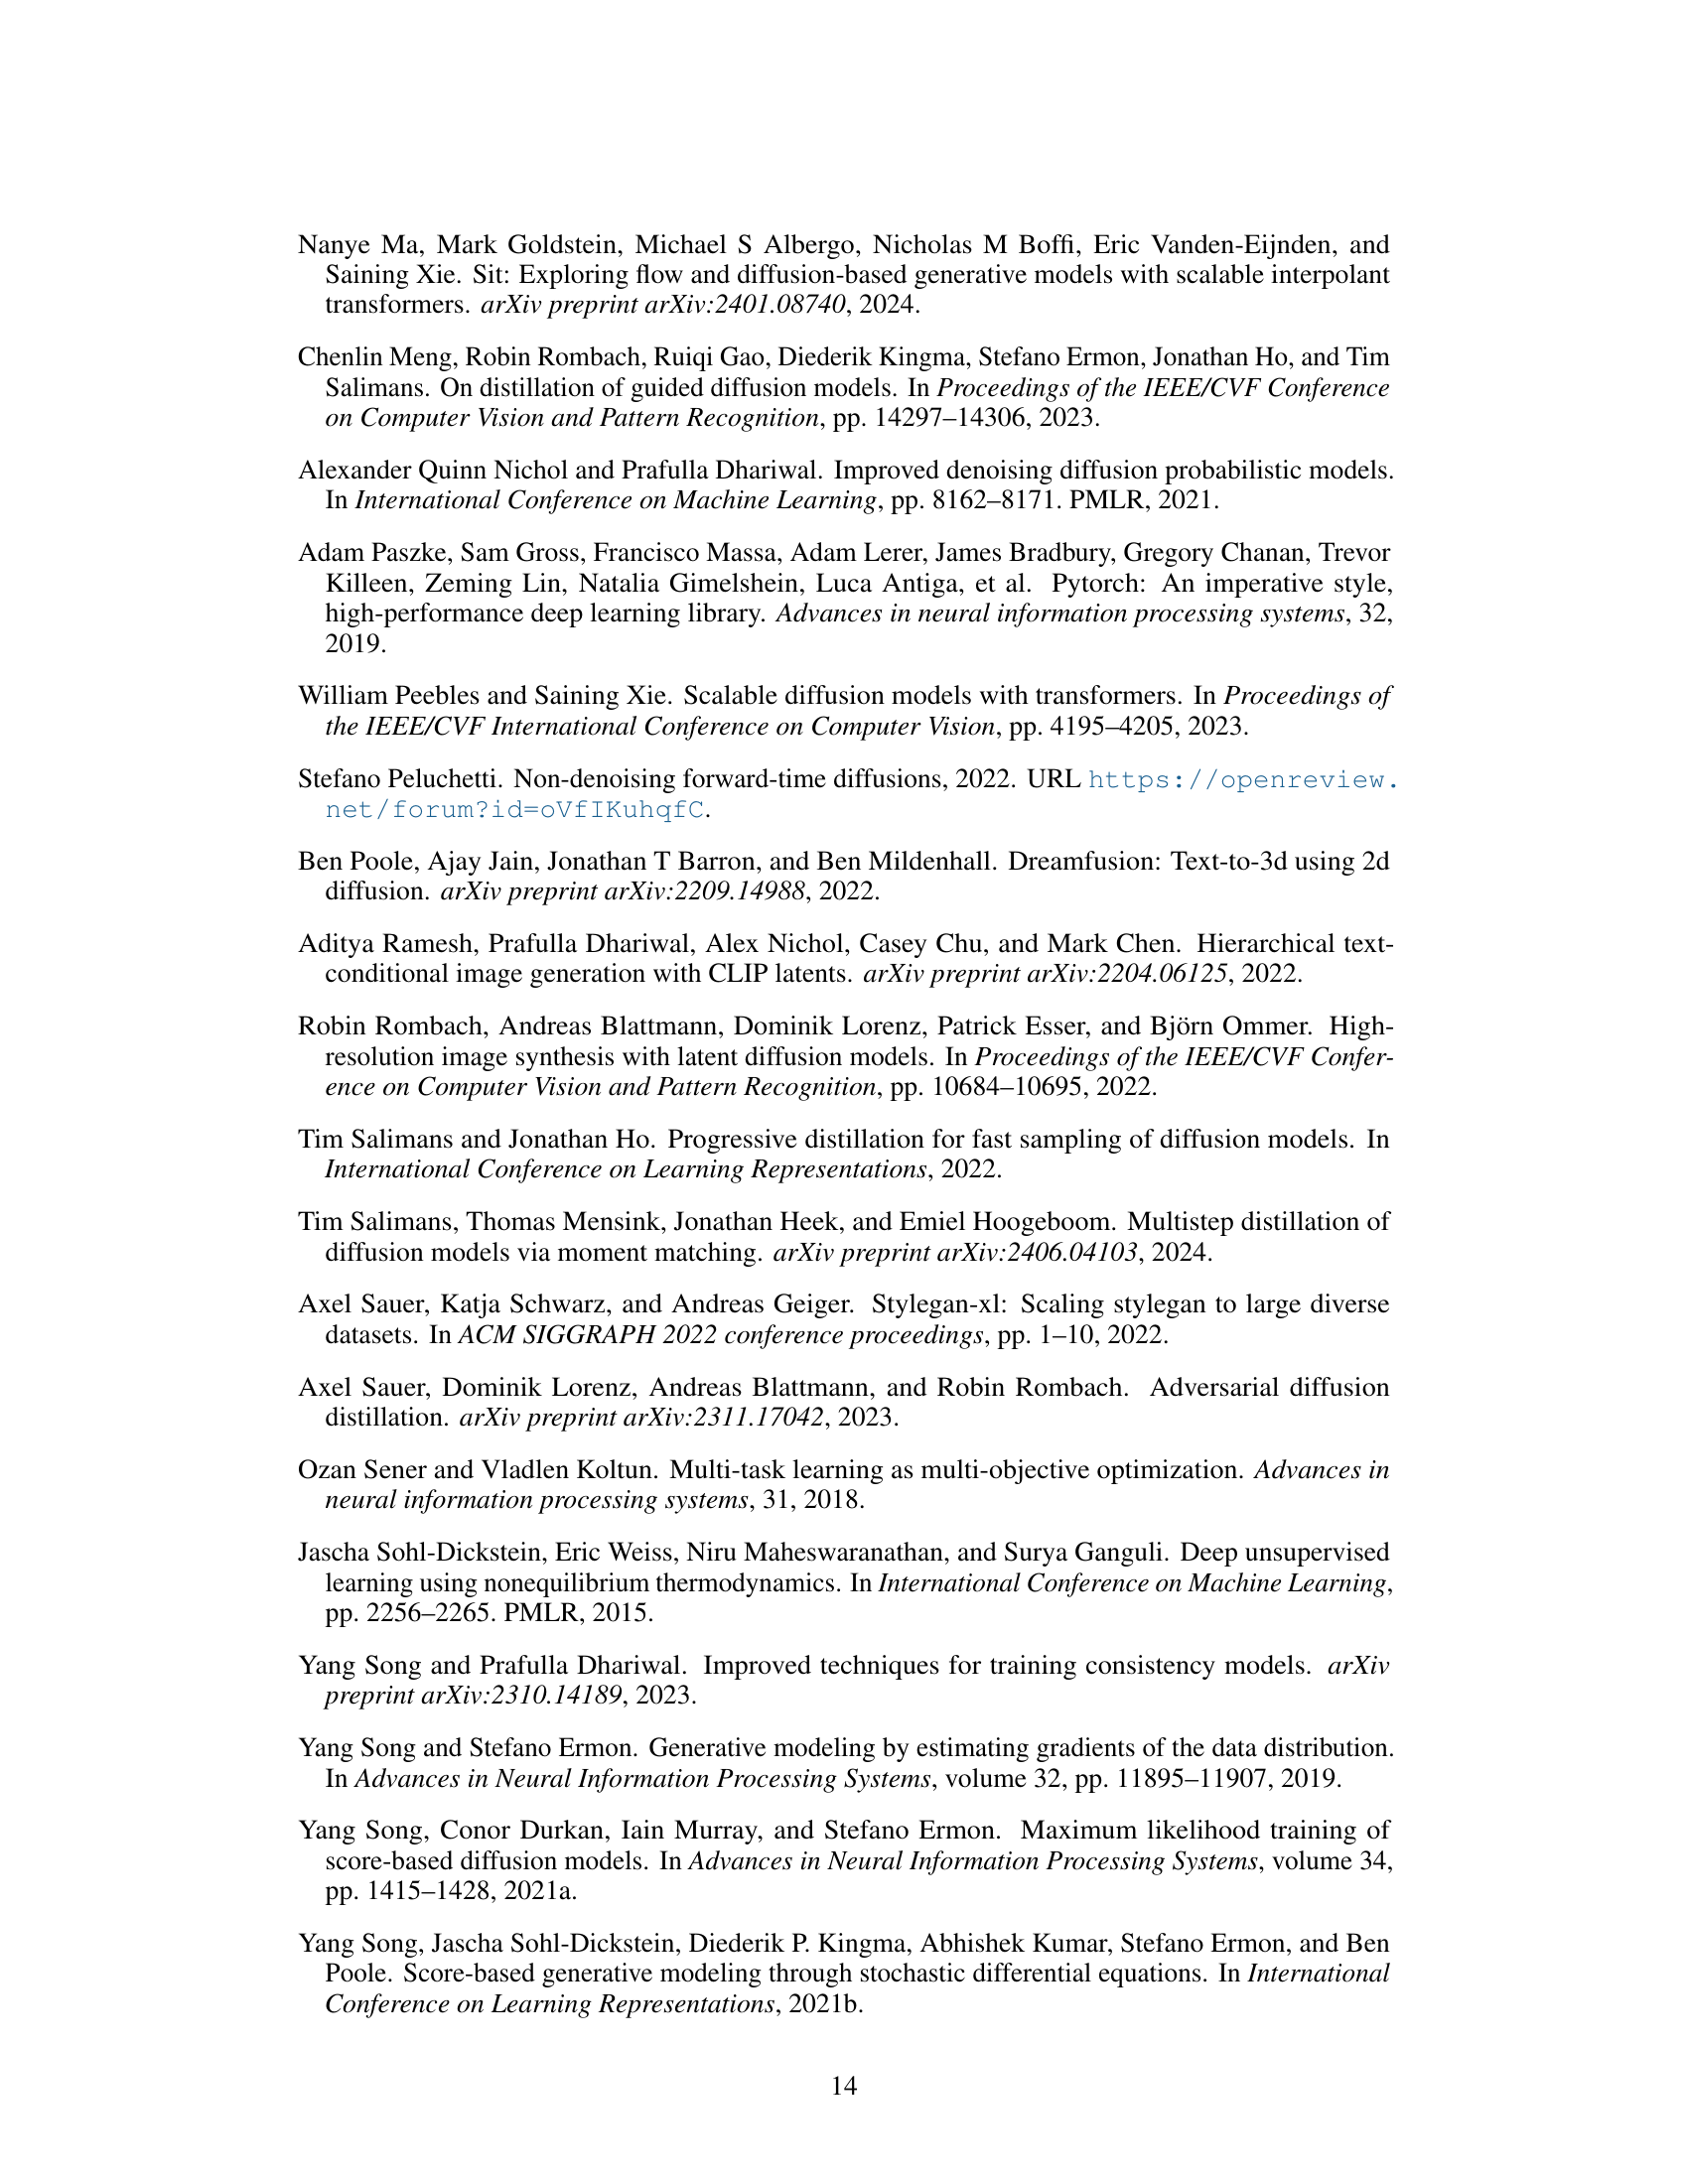 Nanye Ma, Mark Goldstein, Michael S Albergo, Nicholas M Boffi, Eric Vanden-Eijnden, and
Saining Xie. Sit: Exploring flow and diffusion-based generative models with scalable interpolant
transformers. arXiv preprint arXiv:2401.08740, 2024.
Chenlin Meng, Robin Rombach, Ruiqi Gao, Diederik Kingma, Stefano Ermon, Jonathan Ho, and Tim
Salimans. On distillation of guided diffusion models. In Proceedings of the IEEE/CVF Conference
on Computer Vision and Pattern Recognition, pp. 14297–14306, 2023.
Alexander Quinn Nichol and Prafulla Dhariwal. Improved denoising diffusion probabilistic models.
In International Conference on Machine Learning, pp. 8162–8171. PMLR, 2021.
Adam Paszke, Sam Gross, Francisco Massa, Adam Lerer, James Bradbury, Gregory Chanan, Trevor
Killeen, Zeming Lin, Natalia Gimelshein, Luca Antiga, et al. Pytorch: An imperative style,
high-performance deep learning library. Advances in neural information processing systems, 32,
2019.
William Peebles and Saining Xie. Scalable diffusion models with transformers. In Proceedings of
the IEEE/CVF International Conference on Computer Vision, pp. 4195–4205, 2023.
Stefano Peluchetti. Non-denoising forward-time diffusions, 2022. URL https://openreview.
net/forum?id=oVfIKuhqfC.
Ben Poole, Ajay Jain, Jonathan T Barron, and Ben Mildenhall. Dreamfusion: Text-to-3d using 2d
diffusion. arXiv preprint arXiv:2209.14988, 2022.
Aditya Ramesh, Prafulla Dhariwal, Alex Nichol, Casey Chu, and Mark Chen. Hierarchical text-
conditional image generation with CLIP latents. arXiv preprint arXiv:2204.06125, 2022.
Robin Rombach, Andreas Blattmann, Dominik Lorenz, Patrick Esser, and Björn Ommer. High-
resolution image synthesis with latent diffusion models. In Proceedings of the IEEE/CVF Confer-
ence on Computer Vision and Pattern Recognition, pp. 10684–10695, 2022.
Tim Salimans and Jonathan Ho. Progressive distillation for fast sampling of diffusion models. In
International Conference on Learning Representations, 2022.
Tim Salimans, Thomas Mensink, Jonathan Heek, and Emiel Hoogeboom. Multistep distillation of
diffusion models via moment matching. arXiv preprint arXiv:2406.04103, 2024.
Axel Sauer, Katja Schwarz, and Andreas Geiger. Stylegan-xl: Scaling stylegan to large diverse
datasets. In ACM SIGGRAPH 2022 conference proceedings, pp. 1–10, 2022.
Axel Sauer, Dominik Lorenz, Andreas Blattmann, and Robin Rombach. Adversarial diffusion
distillation. arXiv preprint arXiv:2311.17042, 2023.
Ozan Sener and Vladlen Koltun. Multi-task learning as multi-objective optimization. Advances in
neural information processing systems, 31, 2018.
Jascha Sohl-Dickstein, Eric Weiss, Niru Maheswaranathan, and Surya Ganguli. Deep unsupervised
learning using nonequilibrium thermodynamics. In International Conference on Machine Learning,
pp. 2256–2265. PMLR, 2015.
Yang Song and Prafulla Dhariwal. Improved techniques for training consistency models. arXiv
preprint arXiv:2310.14189, 2023.
Yang Song and Stefano Ermon. Generative modeling by estimating gradients of the data distribution.
In Advances in Neural Information Processing Systems, volume 32, pp. 11895–11907, 2019.
Yang Song, Conor Durkan, Iain Murray, and Stefano Ermon. Maximum likelihood training of
score-based diffusion models. In Advances in Neural Information Processing Systems, volume 34,
pp. 1415–1428, 2021a.
Yang Song, Jascha Sohl-Dickstein, Diederik P. Kingma, Abhishek Kumar, Stefano Ermon, and Ben
Poole. Score-based generative modeling through stochastic differential equations. In International
Conference on Learning Representations, 2021b.
14